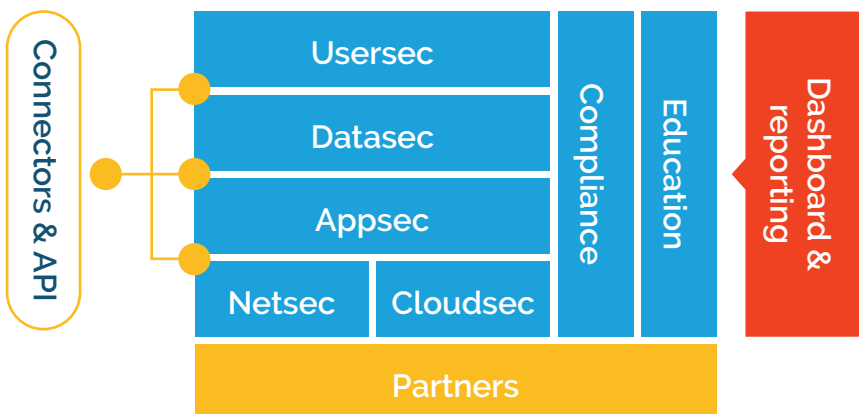 Connectors & API
Usersec
Datasec
Appsec
Netsec
Cloudsec
Compliance
Education
Partners
Dashboard &
reporting